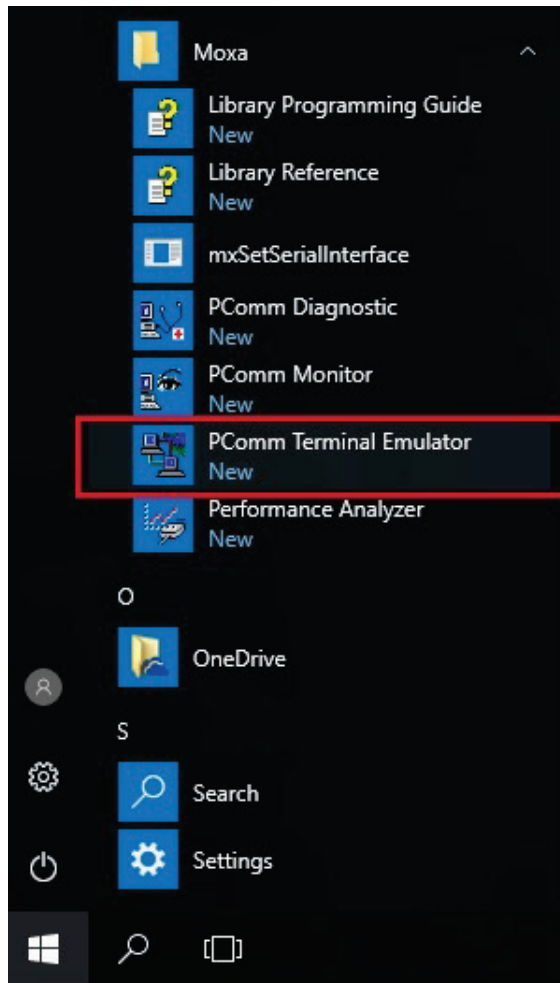 Moxa
Library Programming Guide
New
Library Reference
New
mxSetSerialInterface
PComm Diagnostic
New
PComm Monitor
New
PComm Terminal Emulator
New
Performance Analyzer
New
O
OneDrive
S
Search
Settings